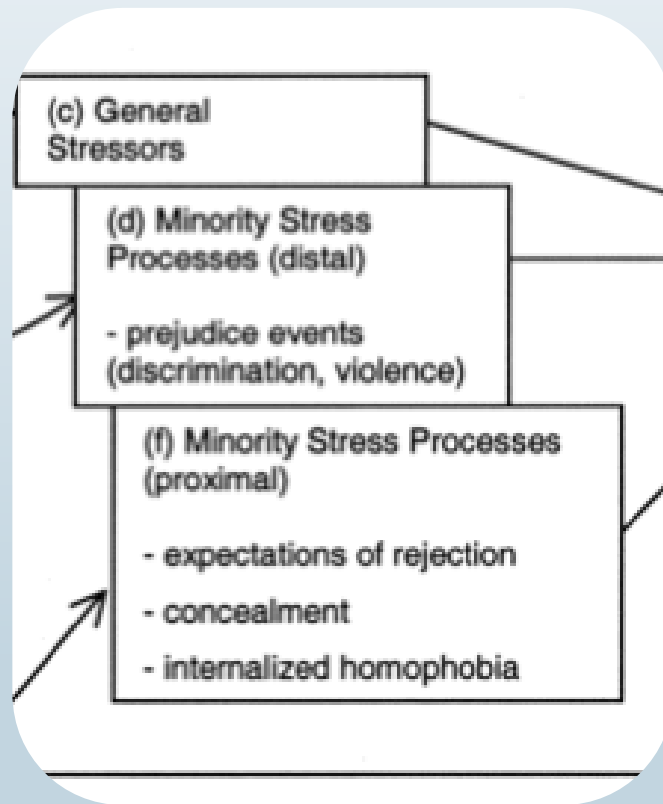 (c) General
Stressors
(d) Minority Stress
Processes (distal)
- prejudice events
(discrimination, violence)
(f) Minority Stress Processes
(proximal)
- expectations of rejection
- concealment
- internalized homophobia